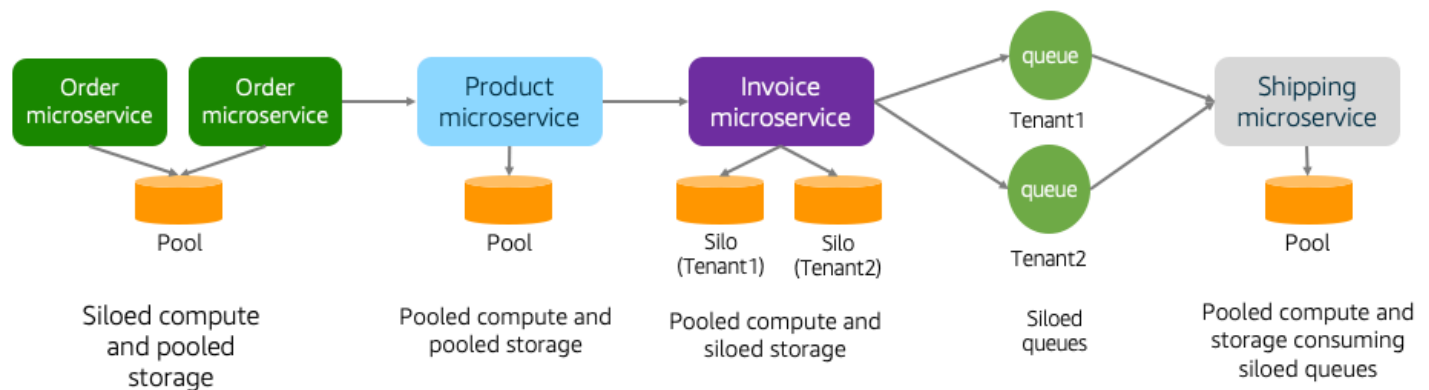 Order
microservice
Order
microservice
Product
microservice
Invoice
microservice
queue
Tenant1
queue
Tenant2
Shipping
microservice
Pool
Pool
Silo
(Tenant1)
Silo
(Tenant2)
Pool
Siloed compute
and pooled
storage
Pooled compute and
pooled storage
Pooled compute and
siloed storage
Siloed
queues
Pooled compute and
storage consuming
siloed queues